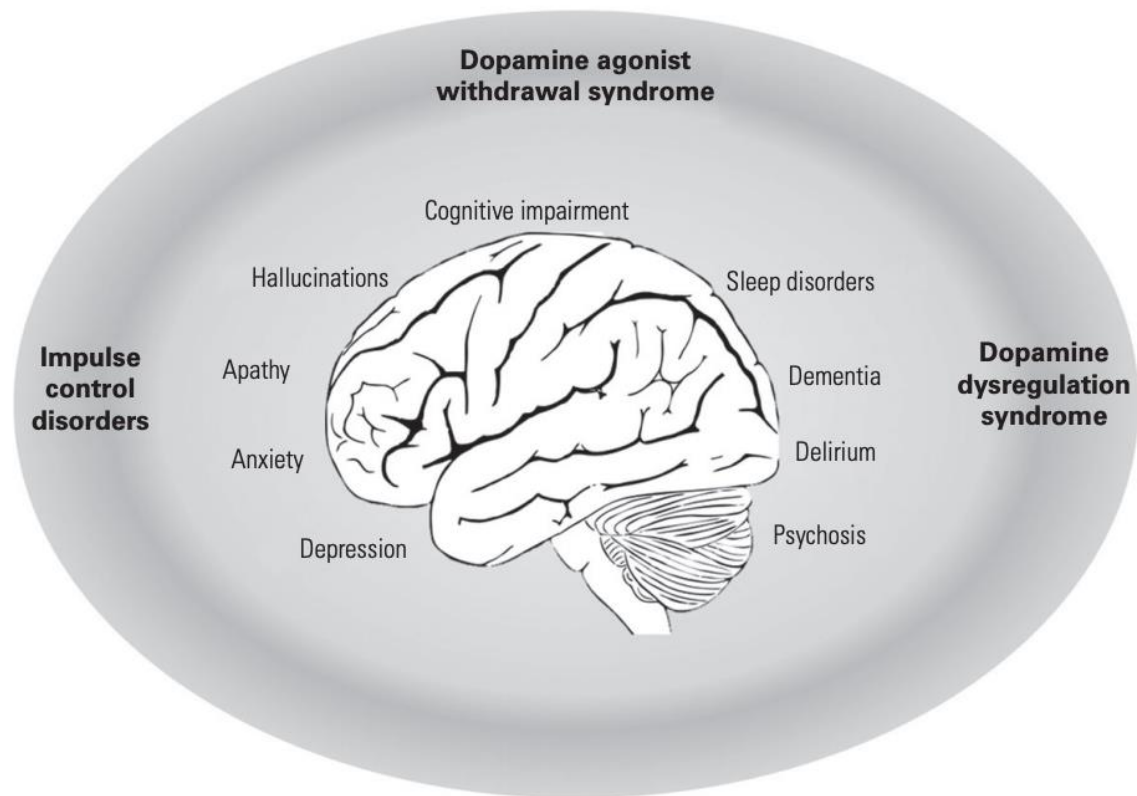 Dopamine agonist
withdrawal syndrome
Cognitive impairment
Hallucinations
Sleep disorders
Impulse
control
disorders
Apathy
Dementia
Dopamine
dysregulation
syndrome
Anxiety
Delirium
Depression
Psychosis